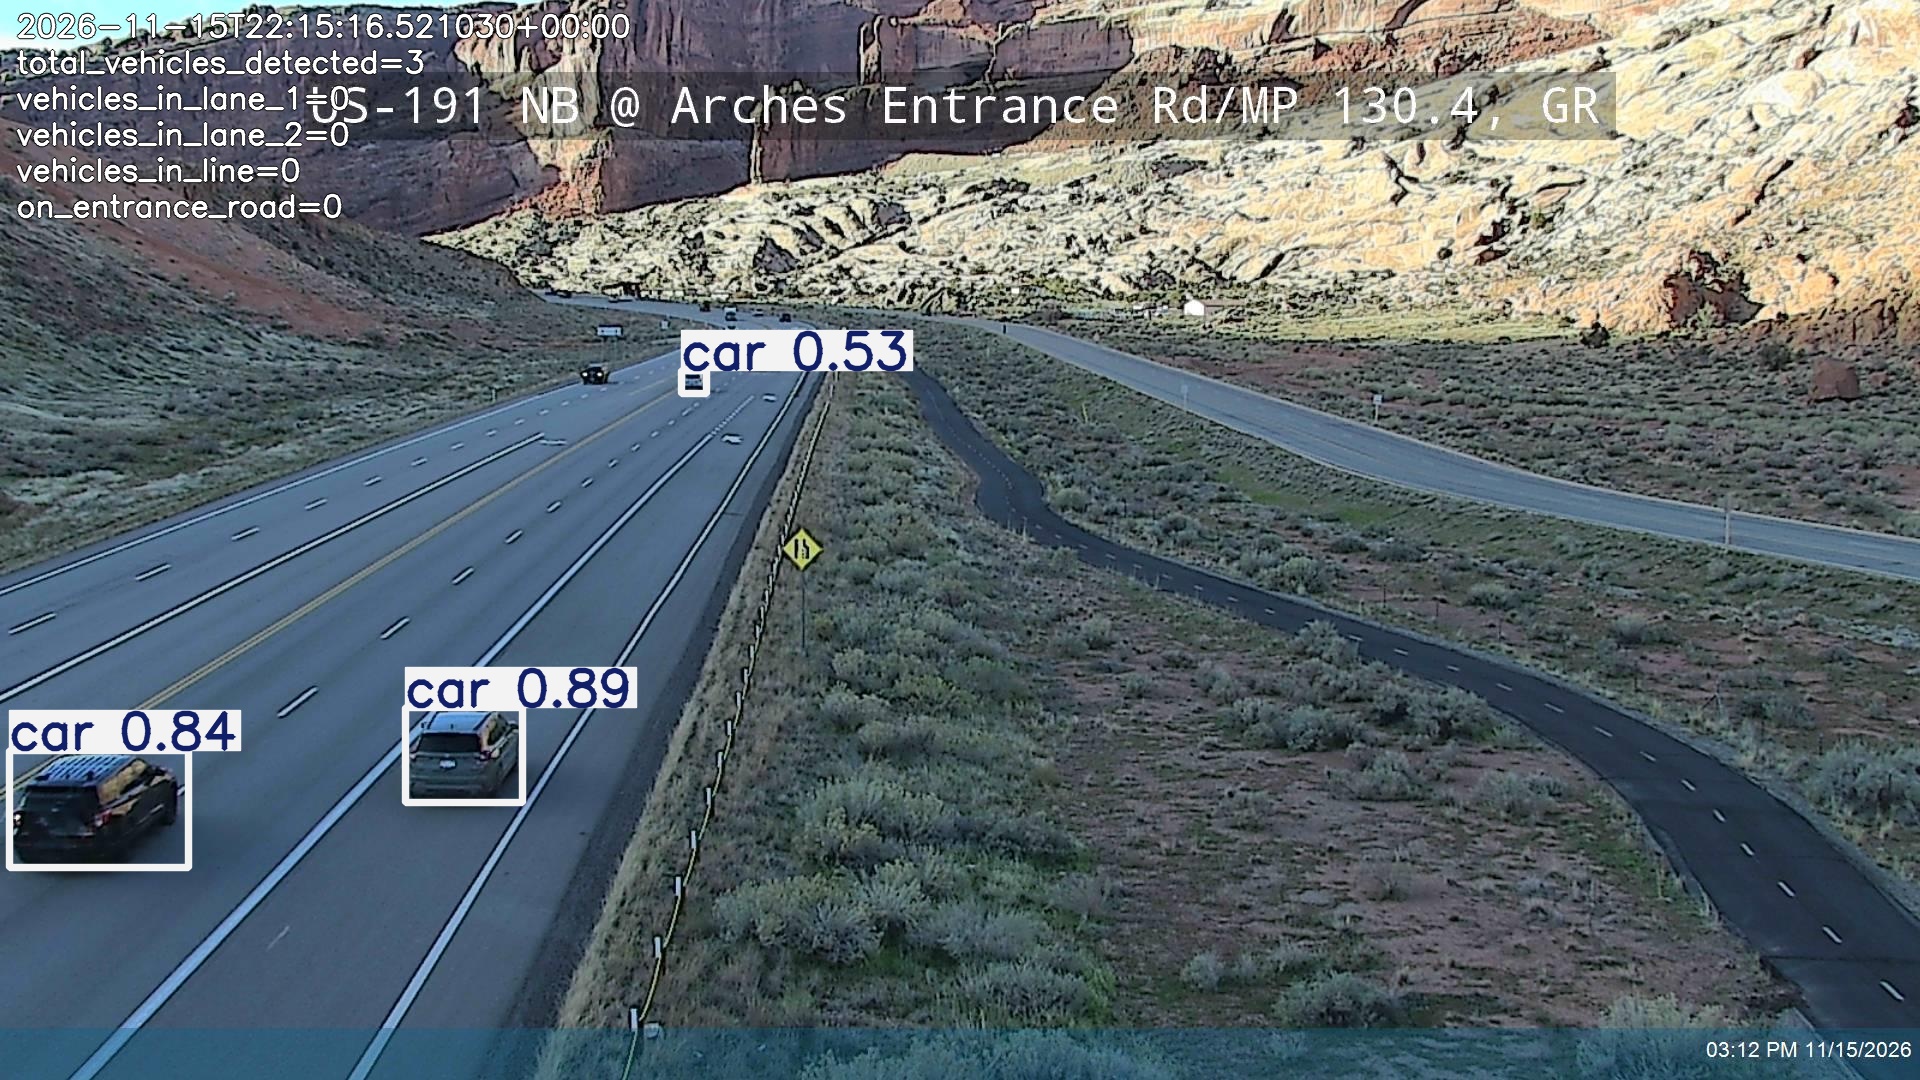 2026-11-15T22:15:16.521030+00:00
total_vehicles_detected=3
vehicles_in_lane_1=0
US-191 NB @ Arches Entrance Rd/MP 130.4, GR
vehicles_in_lane_2=0
vehicles_in_line=0
on_entrance_road=0
car 0.53
car 0.89
car 0.84
03:12 PM 11/15/2026